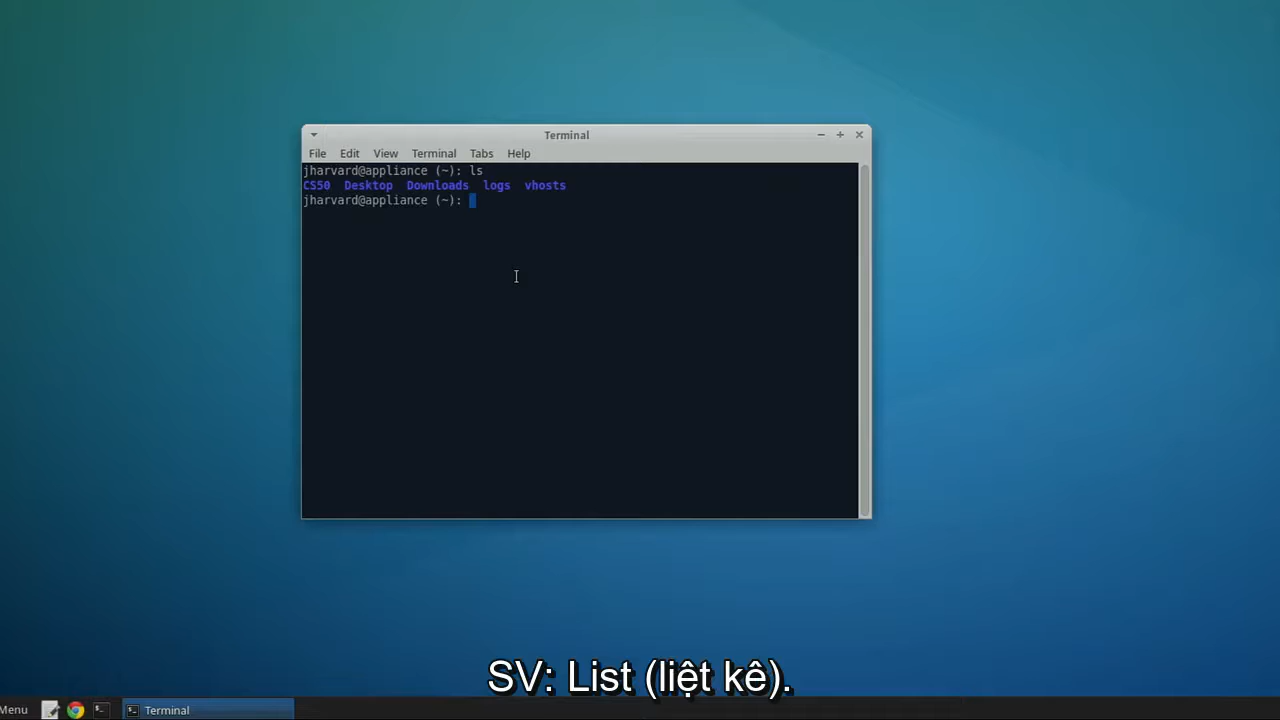 Terminal
File Edit View Terminal Tabs Help
jharvard@appliance (~): ls
CS50 Desktop Downloads logs vhosts
jharvard@appliance (~):
SV: List (liệt kê).
Menu Terminal